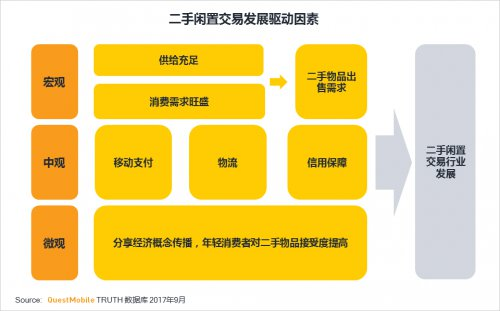 二手闲置交易发展驱动因素
宏观
供给充足
消费需求旺盛
二手物品出
售需求
中观
移动支付
物流
信用保障
微观
分享经济概念传播，年轻消费者对二手物品接受度提高
二手闲置
交易行业
发展
Source: QuestMobile TRUTH 数据库 2017年9月